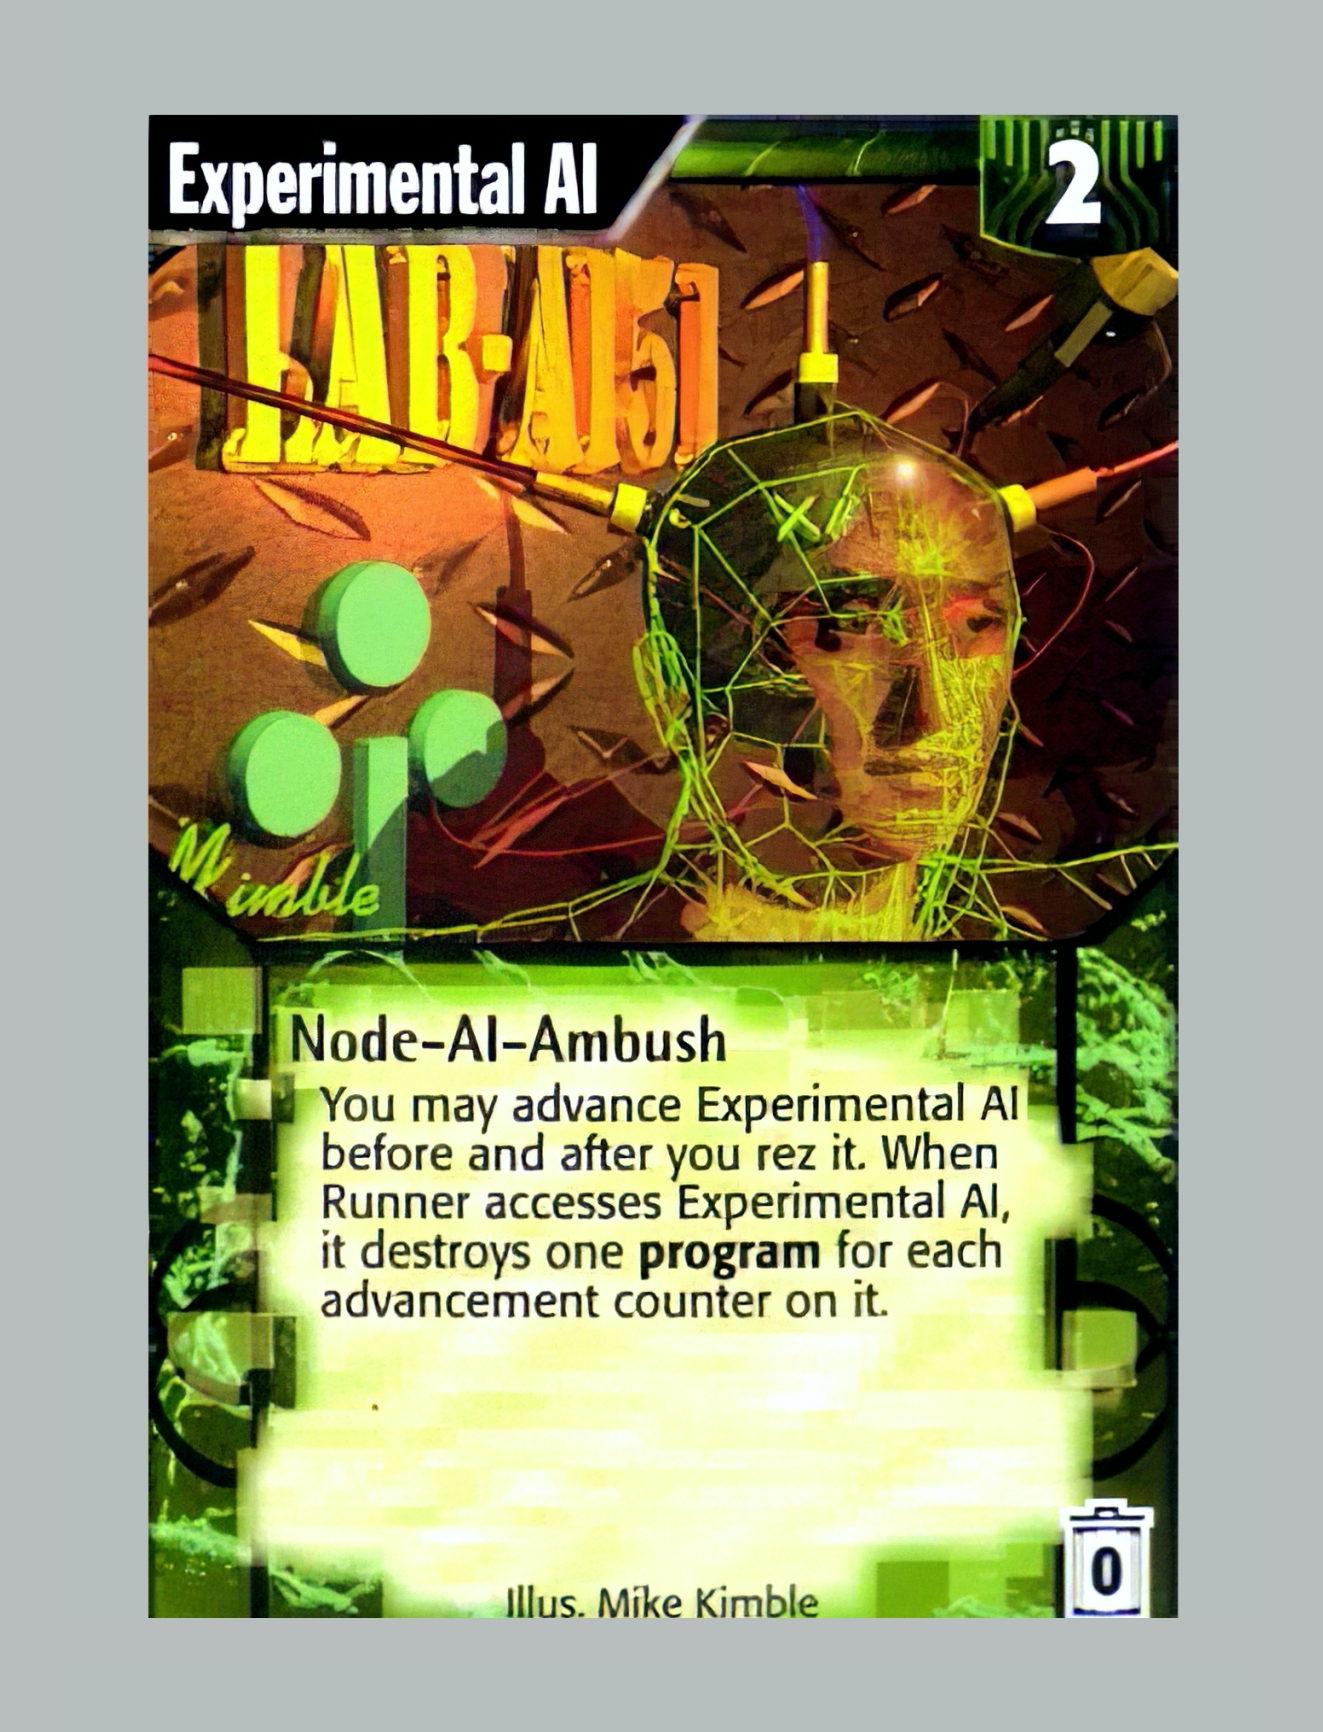 Experimental AI
2
LAB-AI51
M Kimble
Node-AI-Ambush
You may advance Experimental AI
before and after you rez it. When
Runner accesses Experimental AI,
it destroys one program for each
advancement counter on it.
0
Illus. Mike Kimble